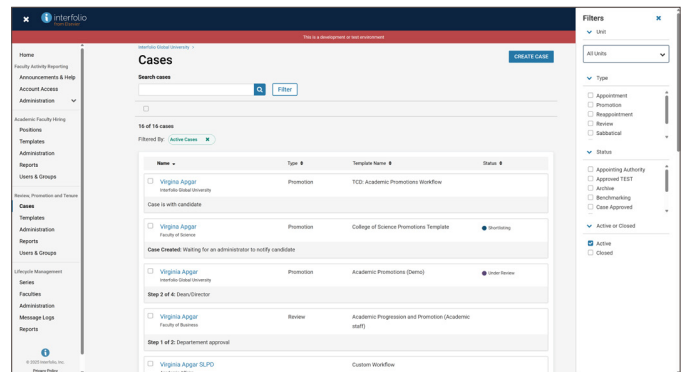 interfolio
from Elsevier
This is a development or test environment
Home
Faculty Activity Reporting
Announcements & Help
Account Access
Administration
Academic Faculty Hiring
Positions
Templates
Administration
Reports
Users & Groups
Review, Promotion and Tenure
Cases
Templates
Administration
Reports
Users & Groups
Lifecycle Management
Series
Faculties
Administration
Message Logs
Reports
© 2025 Interfolio, Inc.
Privacy Policy
Interfolio Global University >
Cases
CREATE CASE
Search cases
Filter
16 of 16 cases
Filtered By: Active Cases
Name Type Template Name Status
Virgina Apgar Promotion TCD: Academic Promotions Workflow
Interfolio Global University
Case is with candidate
Virginia Apgar Promotion College of Science Promotions Template Shortlisting
Faculty of Science
Case Created: Waiting for an administrator to notify candidate
Virginia Apgar Promotion Academic Promotions (Demo) Under Review
Interfolio Global University
Step 2 of 4: Dean/Director
Virginia Apgar Review Academic Progression and Promotion (Academic
Faculty of Business staff)
Step 1 of 2: Departement approval
Virginia Apgar SLPD Custom Workflow
Filters
Unit
All Units
Type
Appointment
Promotion
Reappointment
Review
Sabbatical
Status
Appointing Authority
Approved TEST
Archive
Benchmarking
Case Approved
Active or Closed
Active
Closed